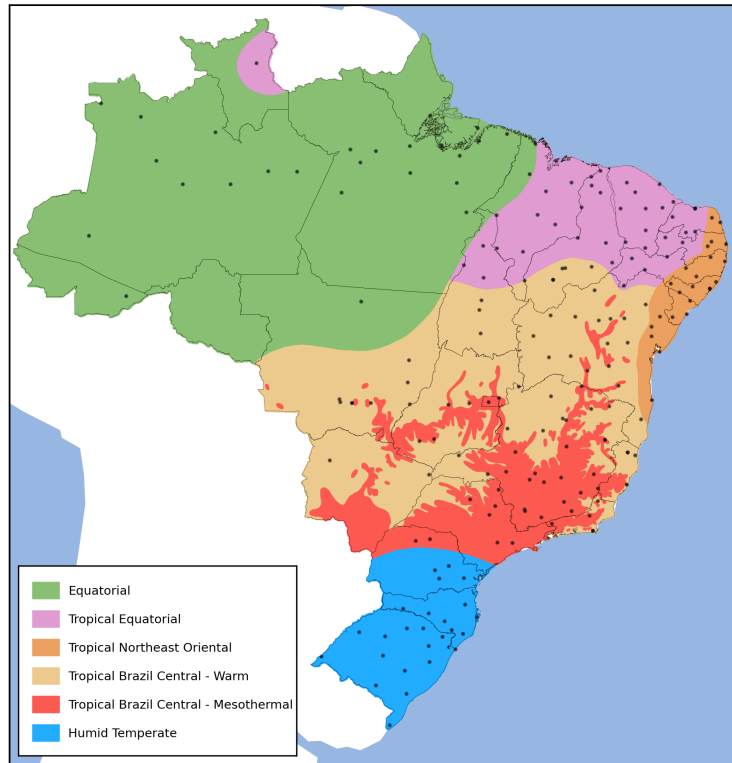 Equatorial
Tropical Equatorial
Tropical Northeast Oriental
Tropical Brazil Central - Warm
Tropical Brazil Central - Mesothermal
Humid Temperate